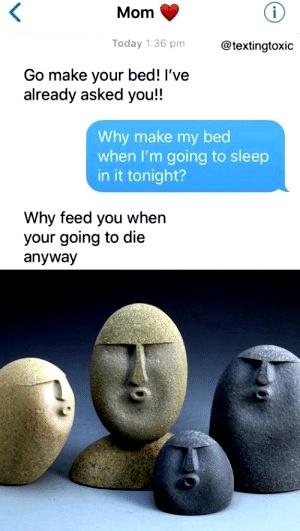 Mom ❤️
Today 1:36 pm
@textingtoxic
Go make your bed! I've
already asked you!!
Why make my bed
when I'm going to sleep
in it tonight?
Why feed you when
your going to die
anyway